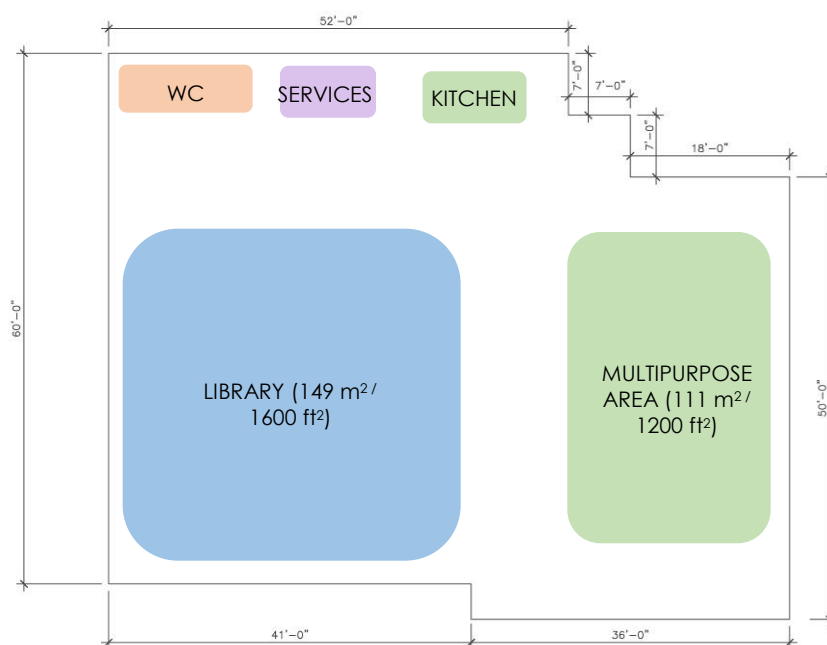 52'-0"
WC
SERVICES
KITCHEN
7'-0"
7'-0"
7'-0"
18'-0"
60'-0"
LIBRARY (149 m² /
1600 ft²)
MULTIPURPOSE
AREA (111 m² /
1200 ft²)
50'-0"
41'-0"
36'-0"